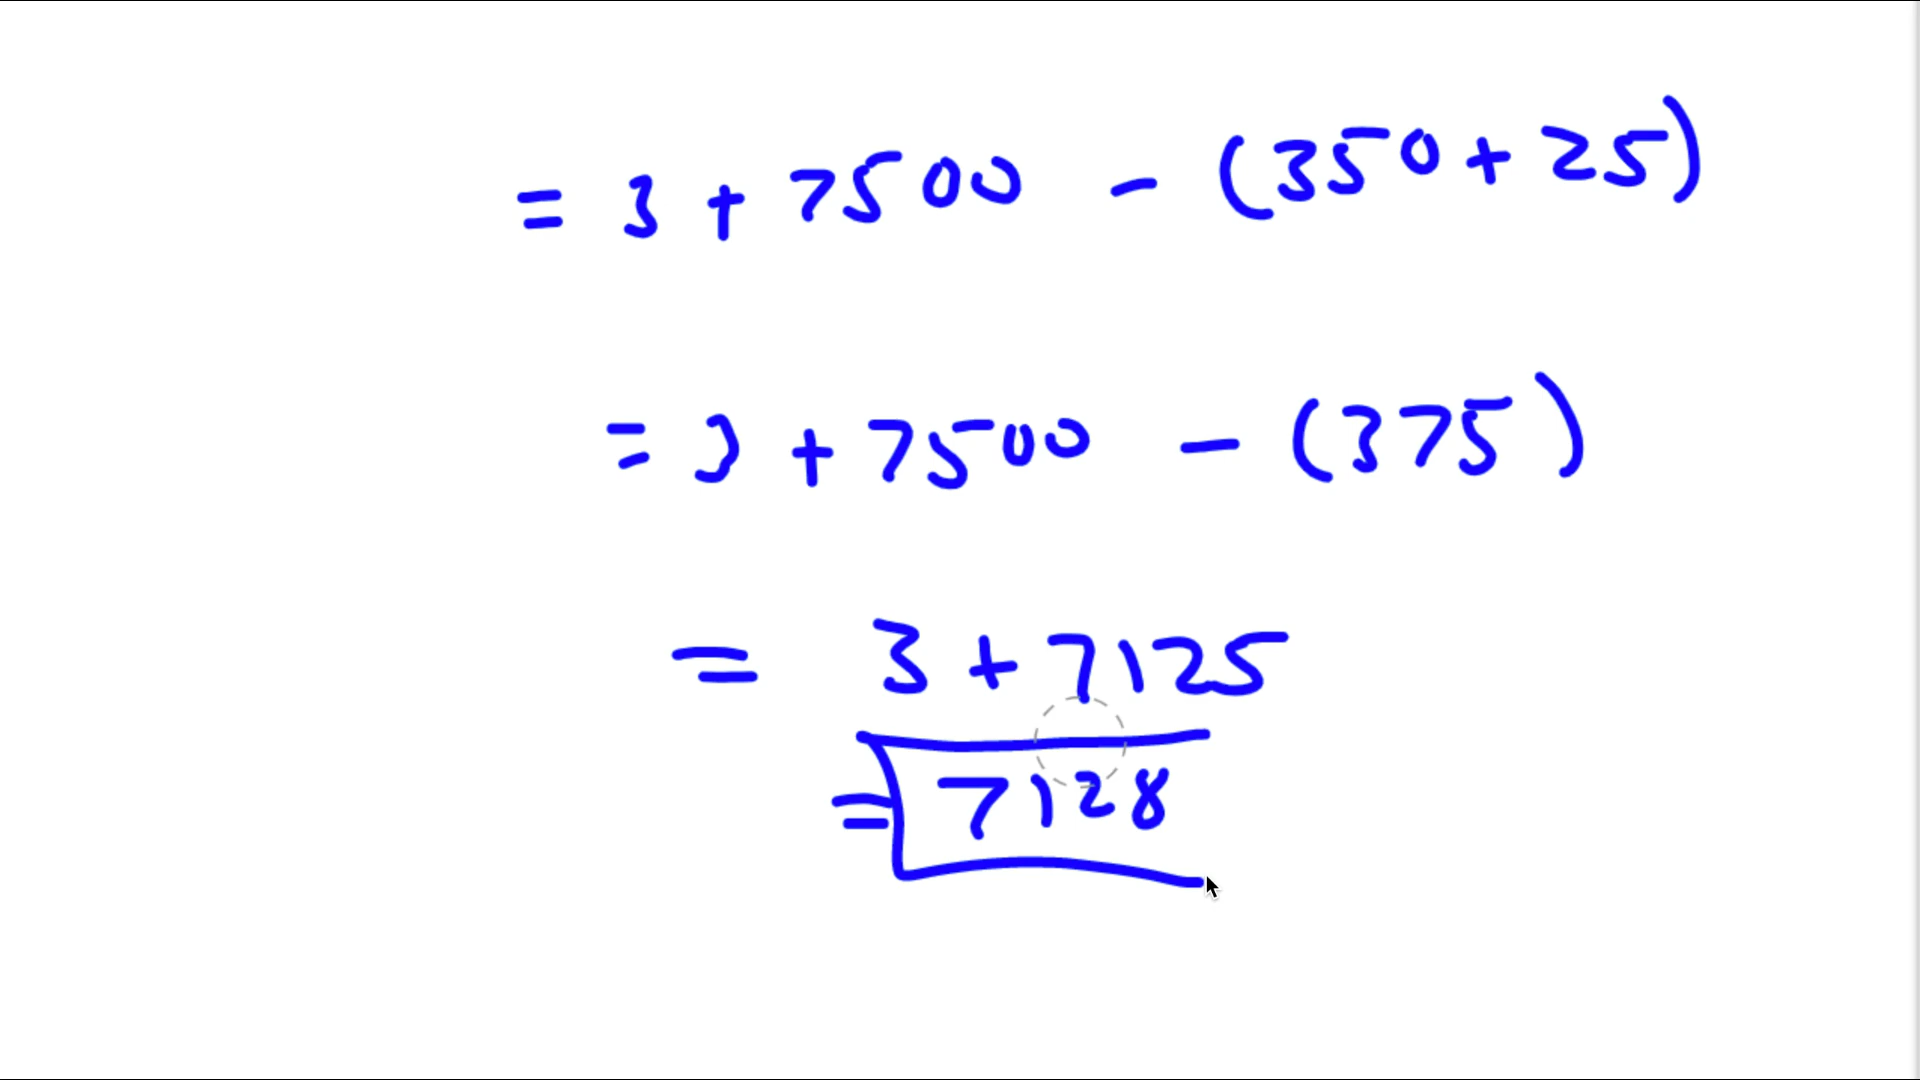 = 3 + 7500 - (350 + 25)
= 3 + 7500 - (375)
= 3 + 7125
= 7128